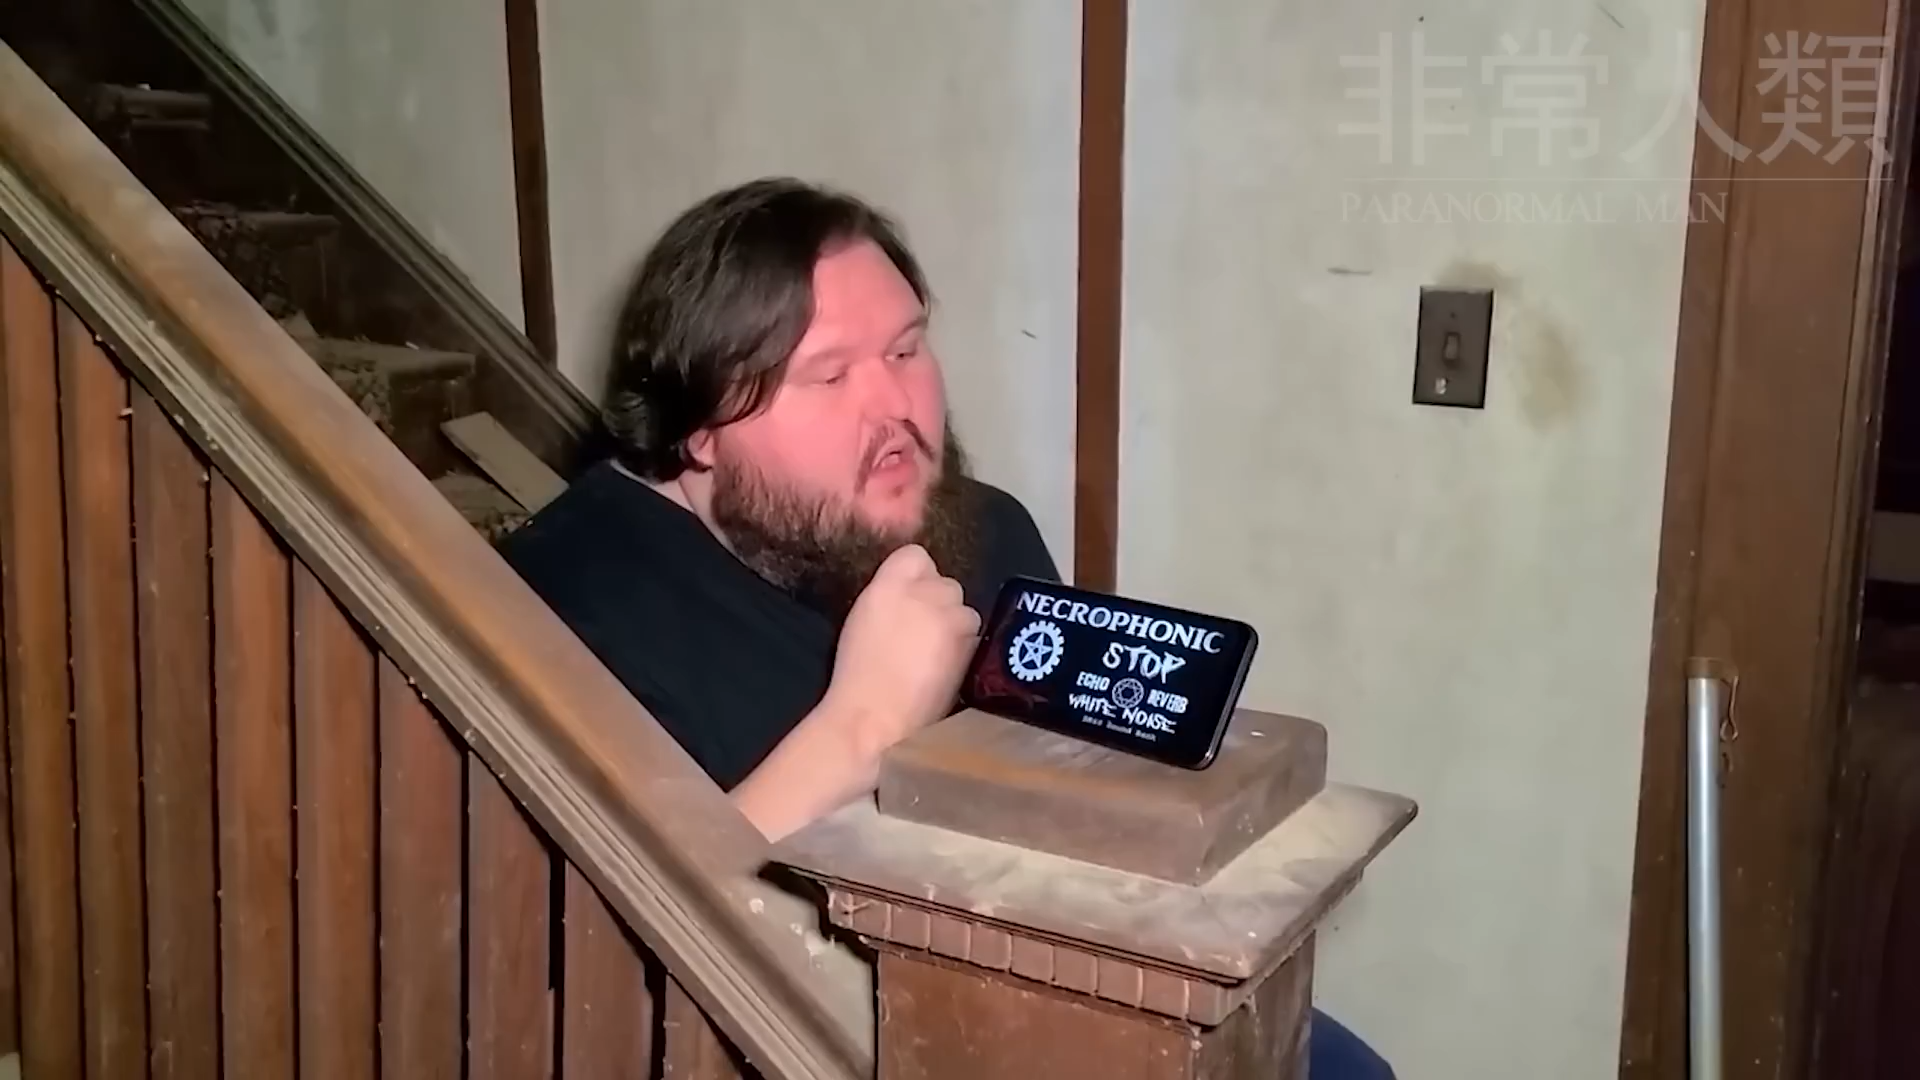 非常人類
PARANORMAL MAN
NECROPHONIC
STOP
ECHO
REVERB
WHITE NOISE